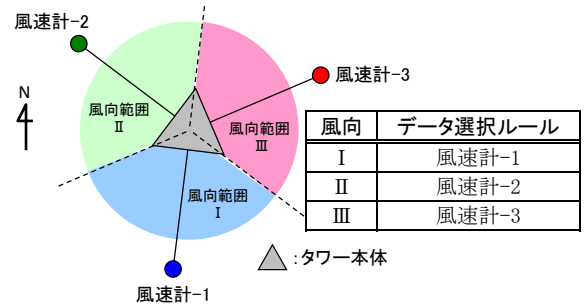 風速計-2
風速計-3
N
風向範囲
Ⅱ
風向範囲
Ⅲ
風向範囲
Ⅰ
風速計-1
風向 データ選択ルール
Ⅰ 風速計-1
Ⅱ 風速計-2
Ⅲ 風速計-3
:タワー本体